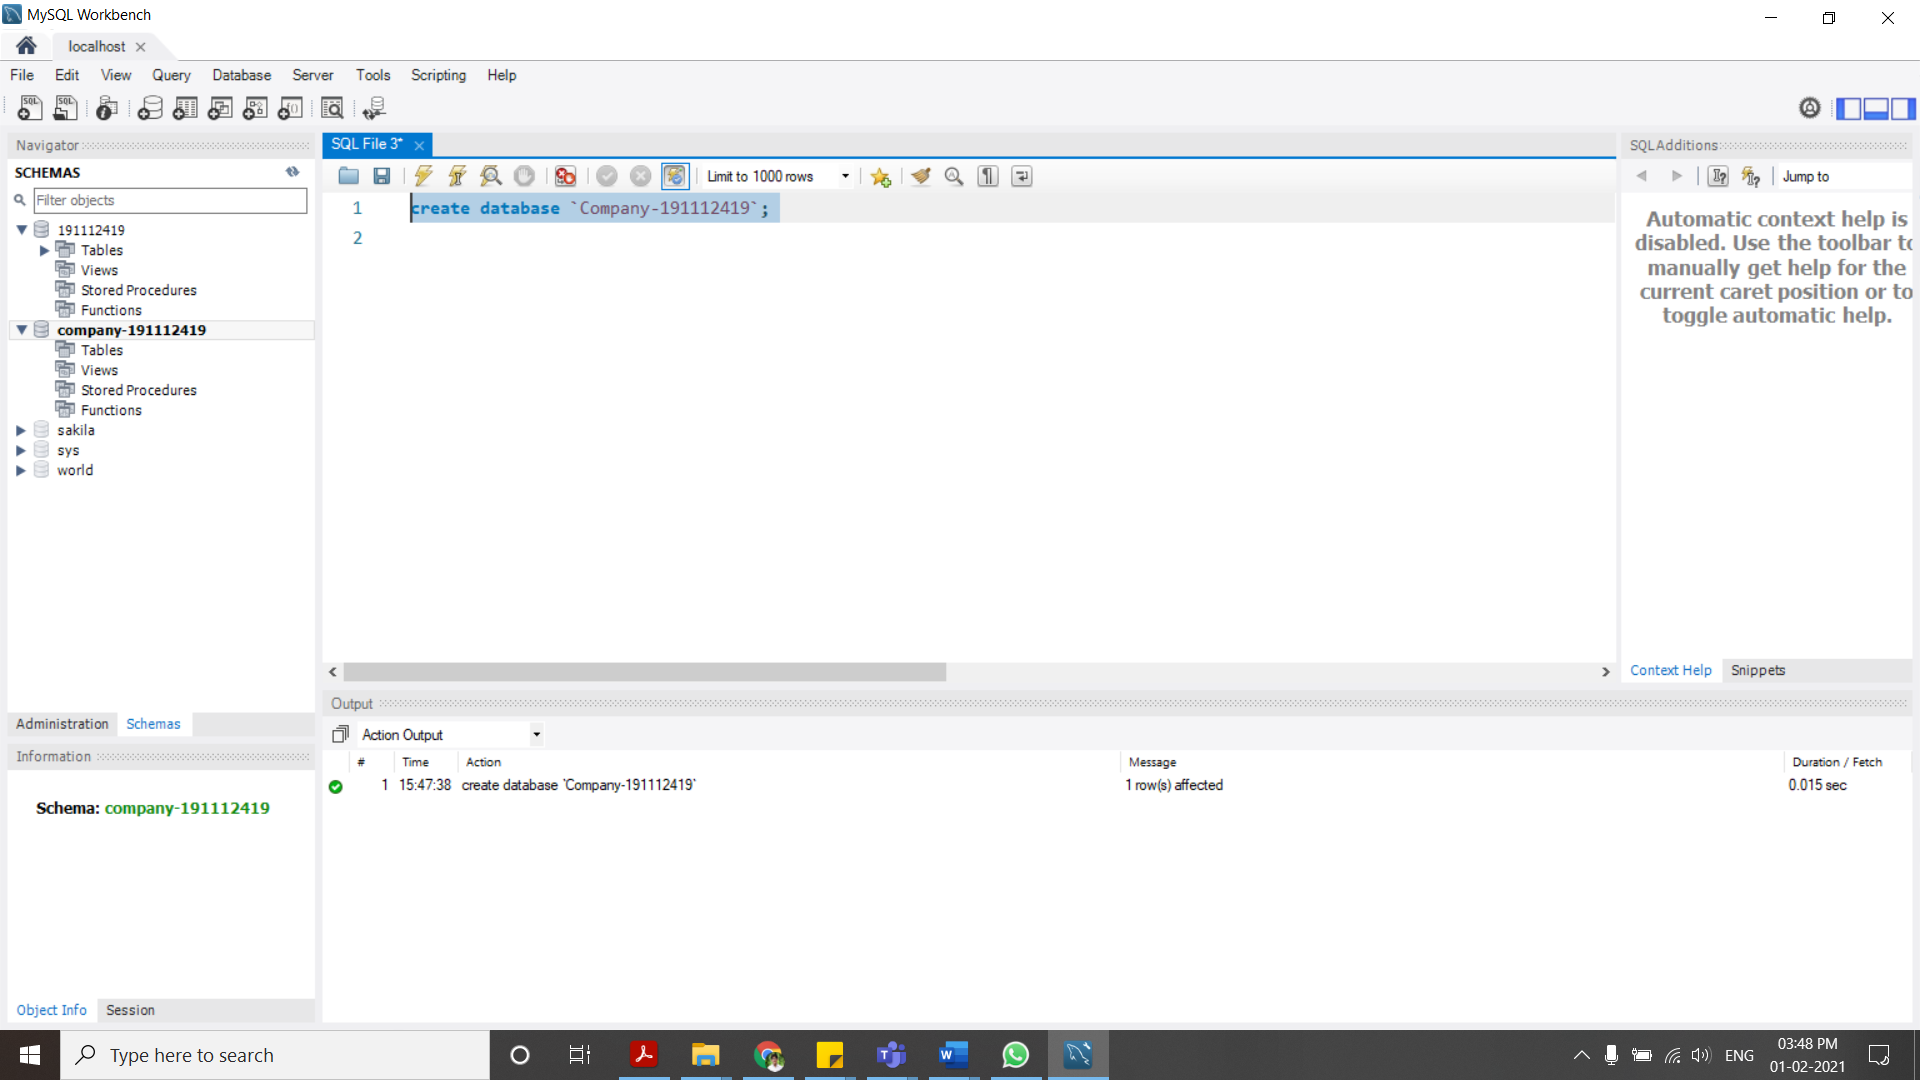 MySQL Workbench
localhost
File Edit View Query Database Server Tools Scripting Help
Navigator
SCHEMAS
Filter objects
191112419
Tables
Views
Stored Procedures
Functions
company-191112419
Tables
Views
Stored Procedures
Functions
sakila
sys
world
Administration Schemas
Information
Schema: company-191112419
Object Info Session
SQL File 3*
Limit to 1000 rows
1 create database `Company-191112419`;
2
SQLAdditions
Jump to
Automatic context help is
disabled. Use the toolbar to
manually get help for the
current caret position or to
toggle automatic help.
Context Help Snippets
Output
Action Output
# Time Action Message Duration / Fetch
1 15:47:38 create database `Company-191112419` 1 row(s) affected 0.015 sec
Type here to search
ENG
03:48 PM
01-02-2021